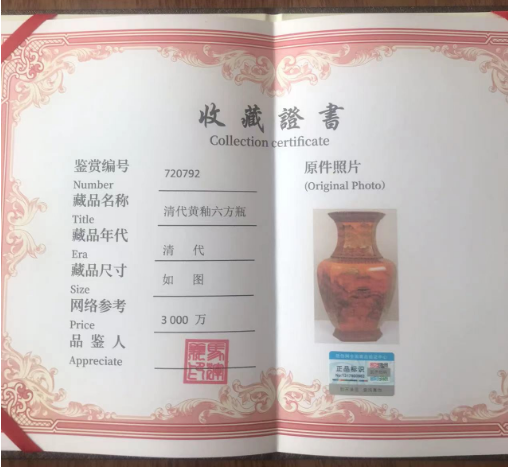 收藏證書
Collection certificate
鉴赏编号
Number
720792
藏品名称
Title
清代黄釉六方瓶
藏品年代
Era
清 代
藏品尺寸
Size
如 图
网络参考
Price
3 000 万
品 鉴 人
Appreciate
原件照片
(Original Photo)
正品标识